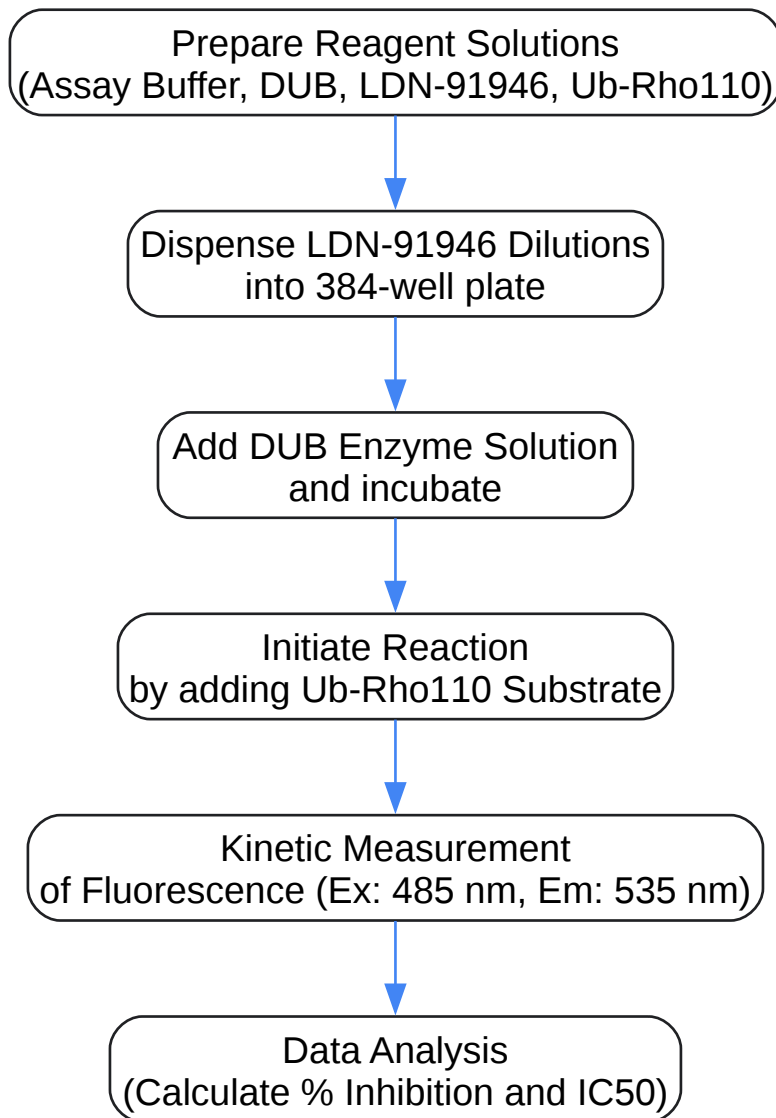 Prepare Reagent Solutions
(Assay Buffer, DUB, LDN-91946, Ub-Rho110)
Dispense LDN-91946 Dilutions
into 384-well plate
Add DUB Enzyme Solution
and incubate
Initiate Reaction
by adding Ub-Rho110 Substrate
Kinetic Measurement
of Fluorescence (Ex: 485 nm, Em: 535 nm)
Data Analysis
(Calculate % Inhibition and IC50)